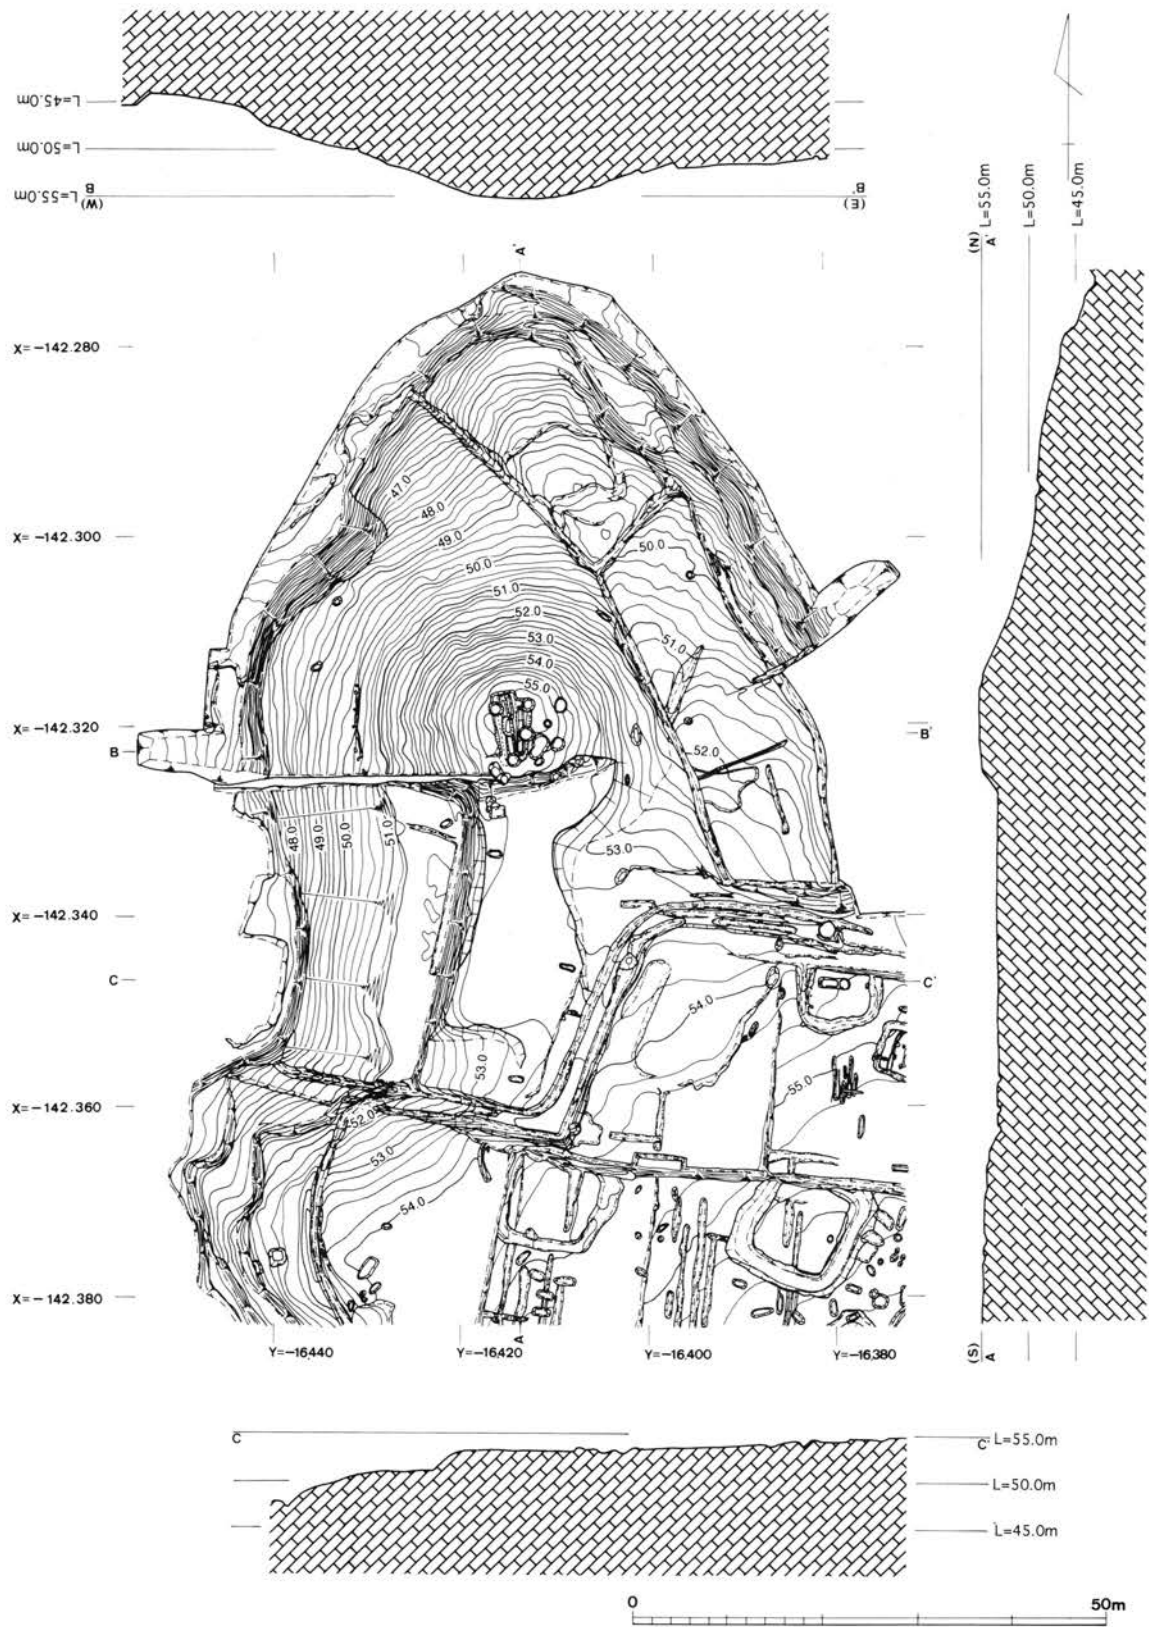 L=45.0m
L=50.0m
L=55.0m
B
(W)
B'
(E)
(N)
A'
L=55.0m
L=50.0m
L=45.0m
A'
X=-142.280
X=-142.300
X=-142.320
X=-142.340
X=-142.360
X=-142.380
B
B'
C
C'
47.0
48.0
49.0
50.0
51.0
52.0
53.0
54.0
55.0
50.0
51.0
52.0
53.0
48.0
49.0
50.0
51.0
54.0
53.0
55.0
52.0
53.0
54.0
A
Y=-16,440
Y=-16,420
Y=-16,400
Y=-16,380
(S)
A
C
C'
L=55.0m
L=50.0m
L=45.0m
0
50m